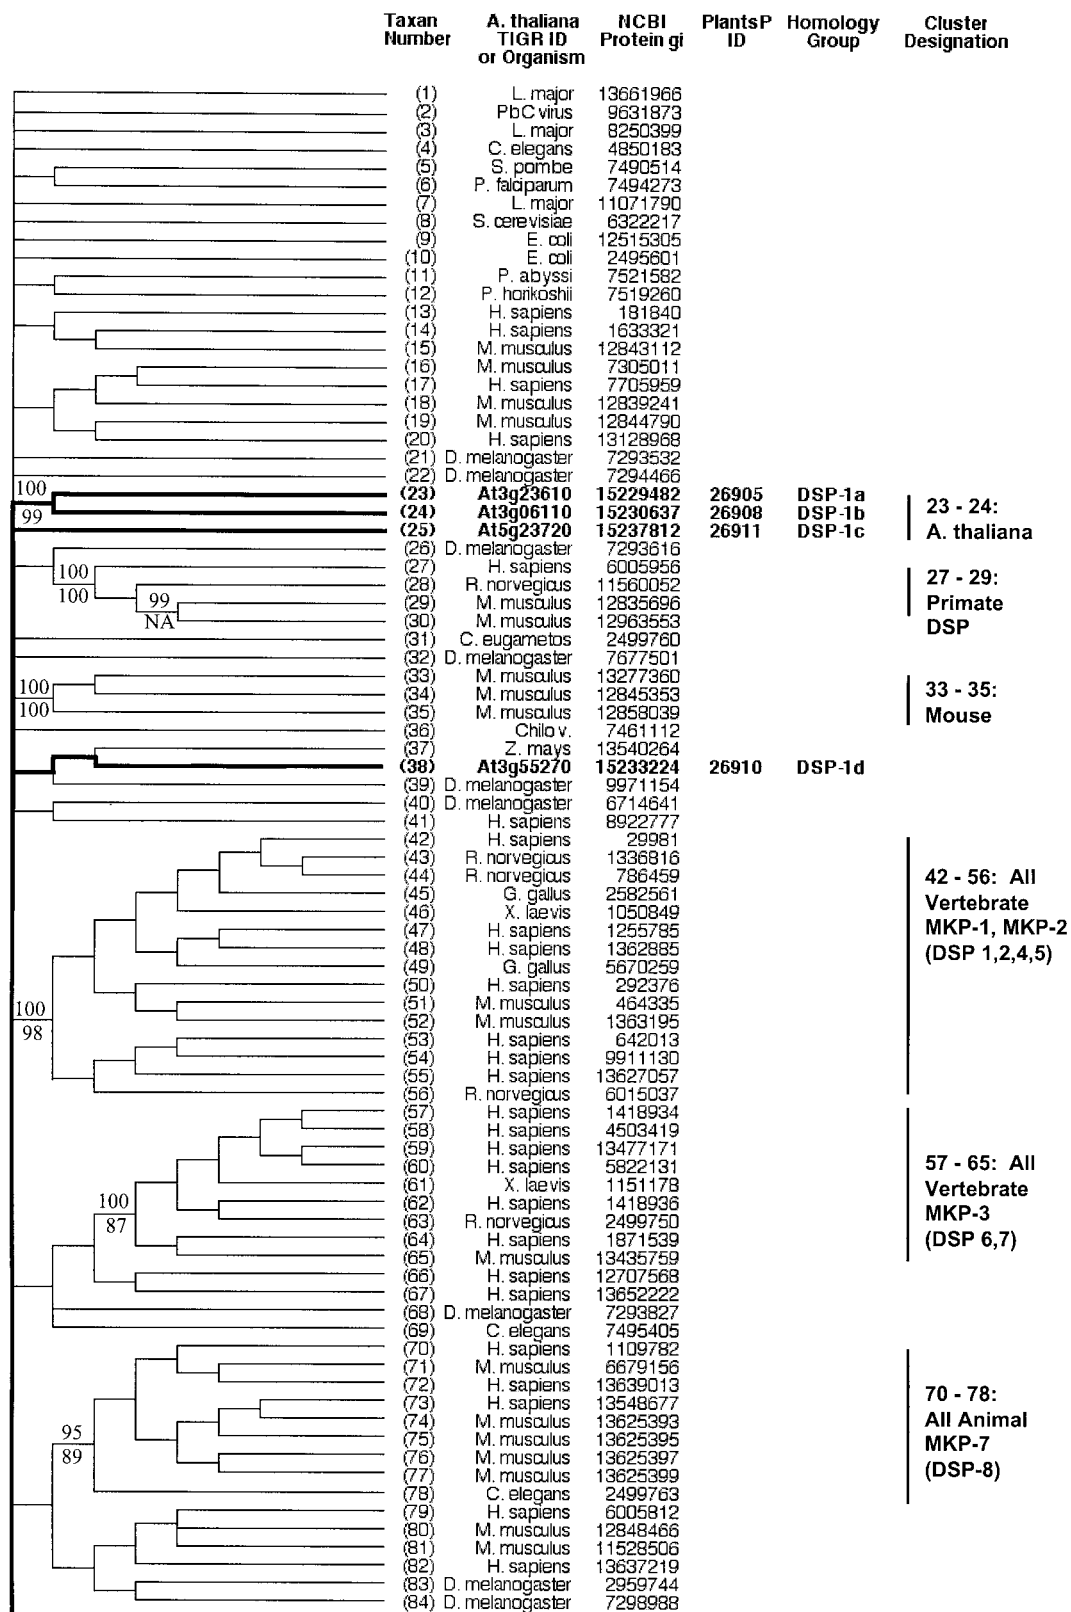 Taxan Number A. thaliana TIGR ID or Organism NCBI Protein gi PlantsP ID Homology Group Cluster Designation
(1) L. major 13661966
(2) PbC virus 9631873
(3) L. major 8250399
(4) C. elegans 4850183
(5) S. pombe 7490514
(6) P. falciparum 7494273
(7) L. major 11071790
(8) S. cerevisiae 6322217
(9) E. coli 12515305
(10) E. coli 2495601
(11) P. abyssi 7521582
(12) P. horikoshii 7519260
(13) H. sapiens 181840
(14) H. sapiens 1633321
(15) M. musculus 12843112
(16) M. musculus 7305011
(17) H. sapiens 7705959
(18) M. musculus 12839241
(19) M. musculus 12844790
(20) H. sapiens 13128968
(21) D. melanogaster 7293532
(22) D. melanogaster 7294466
100
(23) At3g23610 15229482 26905 DSP-1a
99
(24) At3g06110 15230637 26908 DSP-1b
(25) At5g23720 15237812 26911 DSP-1c
23 - 24:
A. thaliana
(26) D. melanogaster 7293616
(27) H. sapiens 6005956
100
100
(28) R. norvegicus 11560052
99
NA
(29) M. musculus 12835696
(30) M. musculus 12963553
27 - 29:
Primate
DSP
(31) C. eugametos 2499760
(32) D. melanogaster 7677501
(33) M. musculus 13277360
100
100
(34) M. musculus 12845353
(35) M. musculus 12858039
33 - 35:
Mouse
(36) Chilo v. 7461112
(37) Z. mays 13540264
(38) At3g55270 15233224 26910 DSP-1d
(39) D. melanogaster 9971154
(40) D. melanogaster 6714641
(41) H. sapiens 8922777
(42) H. sapiens 29981
(43) R. norvegicus 1336816
(44) R. norvegicus 786459
(45) G. gallus 2582561
(46) X. laevis 1050849
(47) H. sapiens 1255785
(48) H. sapiens 1362885
(49) G. gallus 5670259
(50) H. sapiens 292376
(51) M. musculus 464335
100
98
(52) M. musculus 1363195
(53) H. sapiens 642013
(54) H. sapiens 9911130
(55) H. sapiens 13627057
(56) R. norvegicus 6015037
42 - 56: All
Vertebrate
MKP-1, MKP-2
(DSP 1,2,4,5)
(57) H. sapiens 1418934
(58) H. sapiens 4503419
(59) H. sapiens 13477171
(60) H. sapiens 5822131
(61) X. laevis 1151178
100
87
(62) H. sapiens 1418936
(63) R. norvegicus 2499750
(64) H. sapiens 1871539
(65) M. musculus 13435759
57 - 65: All
Vertebrate
MKP-3
(DSP 6,7)
(66) H. sapiens 12707568
(67) H. sapiens 13652222
(68) D. melanogaster 7293827
(69) C. elegans 7495405
(70) H. sapiens 1109782
(71) M. musculus 6679156
(72) H. sapiens 13639013
(73) H. sapiens 13548677
(74) M. musculus 13625393
95
89
(75) M. musculus 13625395
(76) M. musculus 13625397
(77) M. musculus 13625399
(78) C. elegans 2499763
70 - 78:
All Animal
MKP-7
(DSP-8)
(79) H. sapiens 6005812
(80) M. musculus 12848466
(81) M. musculus 11528506
(82) H. sapiens 13637219
(83) D. melanogaster 2959744
(84) D. melanogaster 7298988